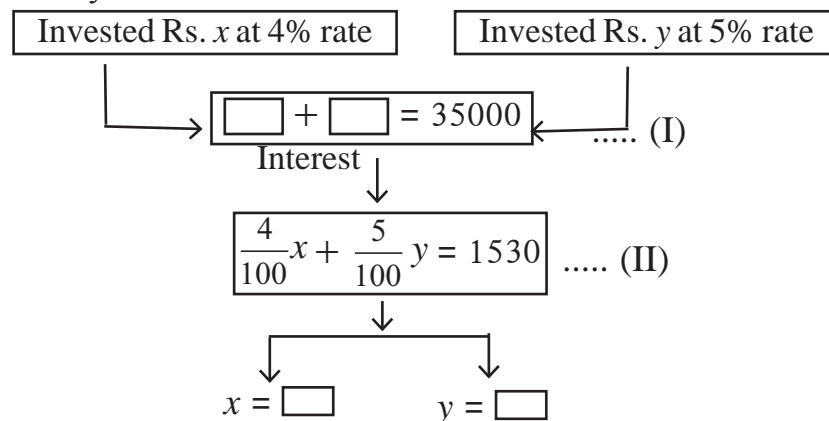 Invested Rs. x at 4% rate
Invested Rs. y at 5% rate
+ = 35000 ..... (I)
Interest
4/100 x + 5/100 y = 1530 ..... (II)
x =
y =